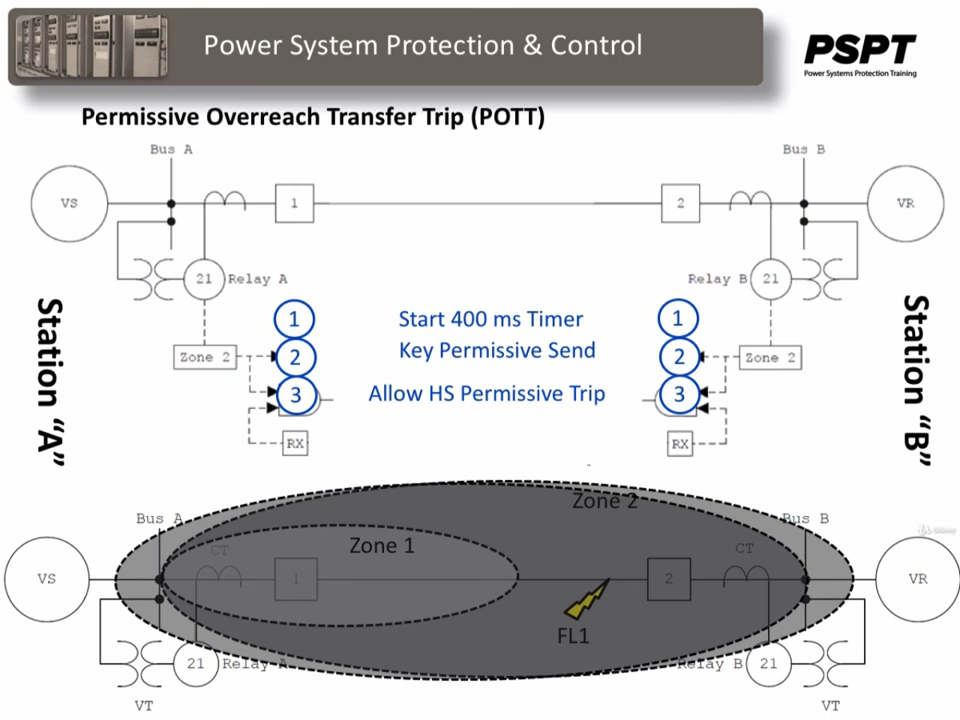 Power System Protection & Control
PSPT
Power Systems Protection Training
Permissive Overreach Transfer Trip (POTT)
Bus A
Bus B
VS
1
2
VR
21
Relay A
Relay B
21
Station "A"
Station "B"
1
Start 400 ms Timer
1
Zone 2
2
Key Permissive Send
2
Zone 2
3
Allow HS Permissive Trip
3
RX
RX
Zone 2
Bus A
Bus B
Zone 1
CT
CT
VS
1
2
VR
FL1
21
Relay A
Relay B
21
VT
VT